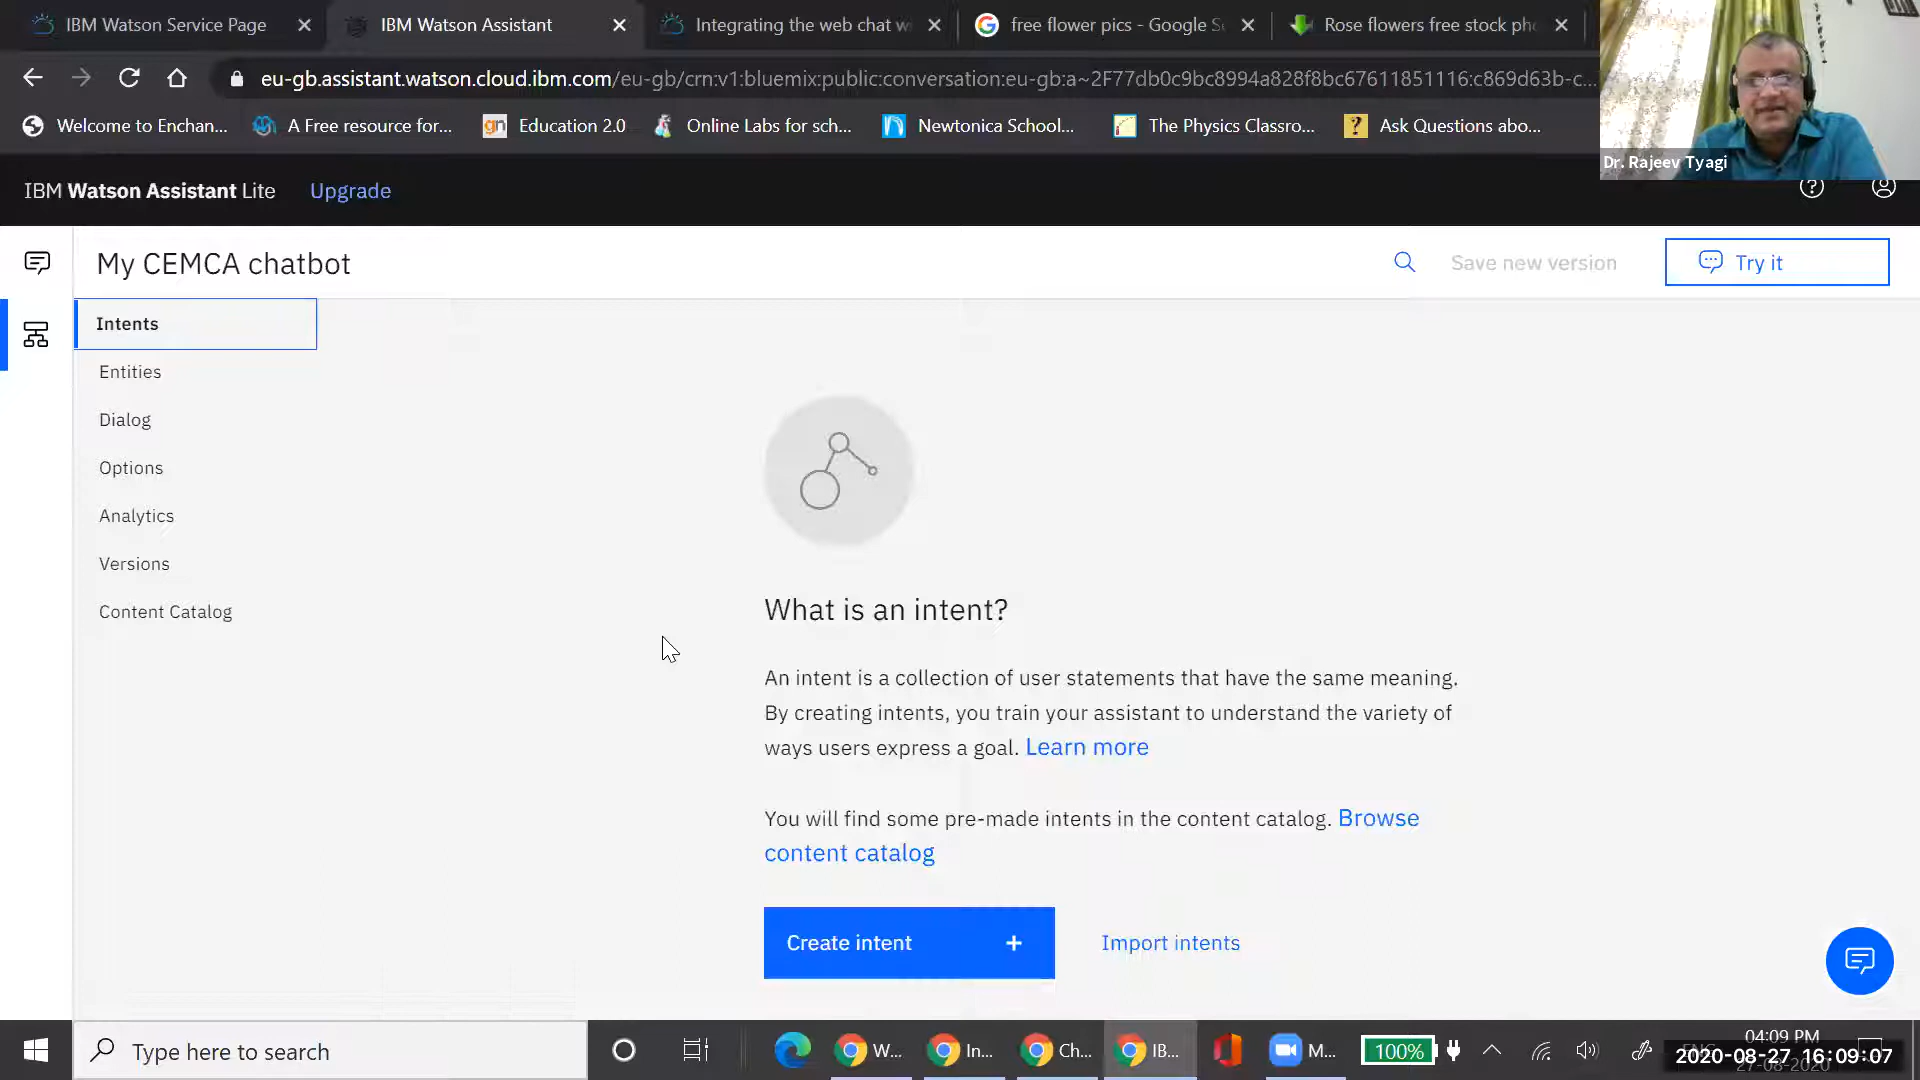 IBM Watson Service Page
IBM Watson Assistant
Integrating the web chat w
free flower pics - Google S
Rose flowers free stock pho
eu-gb.assistant.watson.cloud.ibm.com/eu-gb/crn:v1:bluemix:public:conversation:eu-gb:a~2F77db0c9bc8994a828f8bc67611851116:c869d63b-c...
Welcome to Enchan...
A Free resource for...
gn
Education 2.0
Online Labs for sch...
Newtonica School...
The Physics Classro...
Ask Questions abo...
Dr. Rajeev Tyagi
IBM Watson Assistant Lite
Upgrade
My CEMCA chatbot
Save new version
Try it
Intents
Entities
Dialog
Options
Analytics
Versions
Content Catalog
What is an intent?
An intent is a collection of user statements that have the same meaning.
By creating intents, you train your assistant to understand the variety of
ways users express a goal. Learn more
You will find some pre-made intents in the content catalog. Browse
content catalog
Create intent +
Import intents
Type here to search
W...
In...
Ch...
IB...
M...
100%
04:09 PM
2020-08-27 16:09:07
27-08-2020